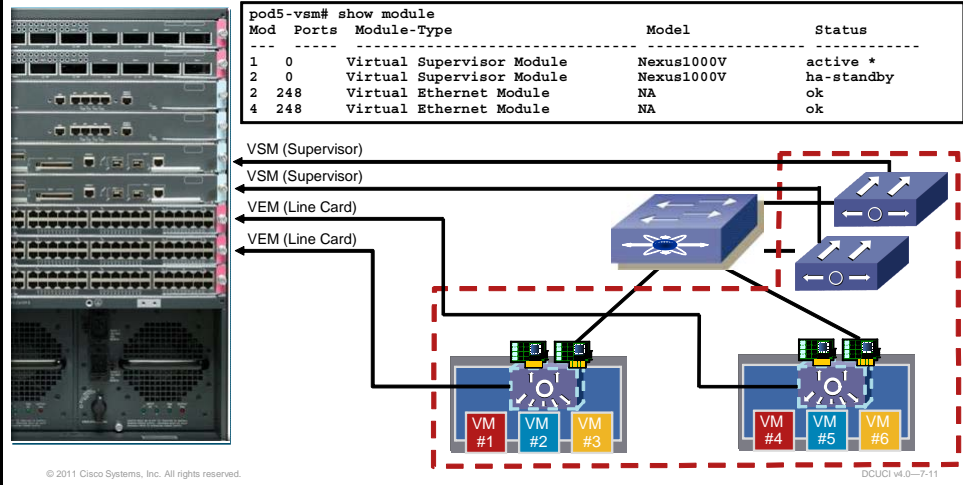 pod5-vsm# show module
Mod Ports Module-Type Model Status
--- ----- -------------------------------- ------------------ ------------
1 0 Virtual Supervisor Module Nexus1000V active *
2 0 Virtual Supervisor Module Nexus1000V ha-standby
2 248 Virtual Ethernet Module NA ok
4 248 Virtual Ethernet Module NA ok
VSM (Supervisor)
VSM (Supervisor)
VEM (Line Card)
VEM (Line Card)
VM
#1
VM
#2
VM
#3
VM
#4
VM
#5
VM
#6
© 2011 Cisco Systems, Inc. All rights reserved.
DCUCI v4.0—7-11